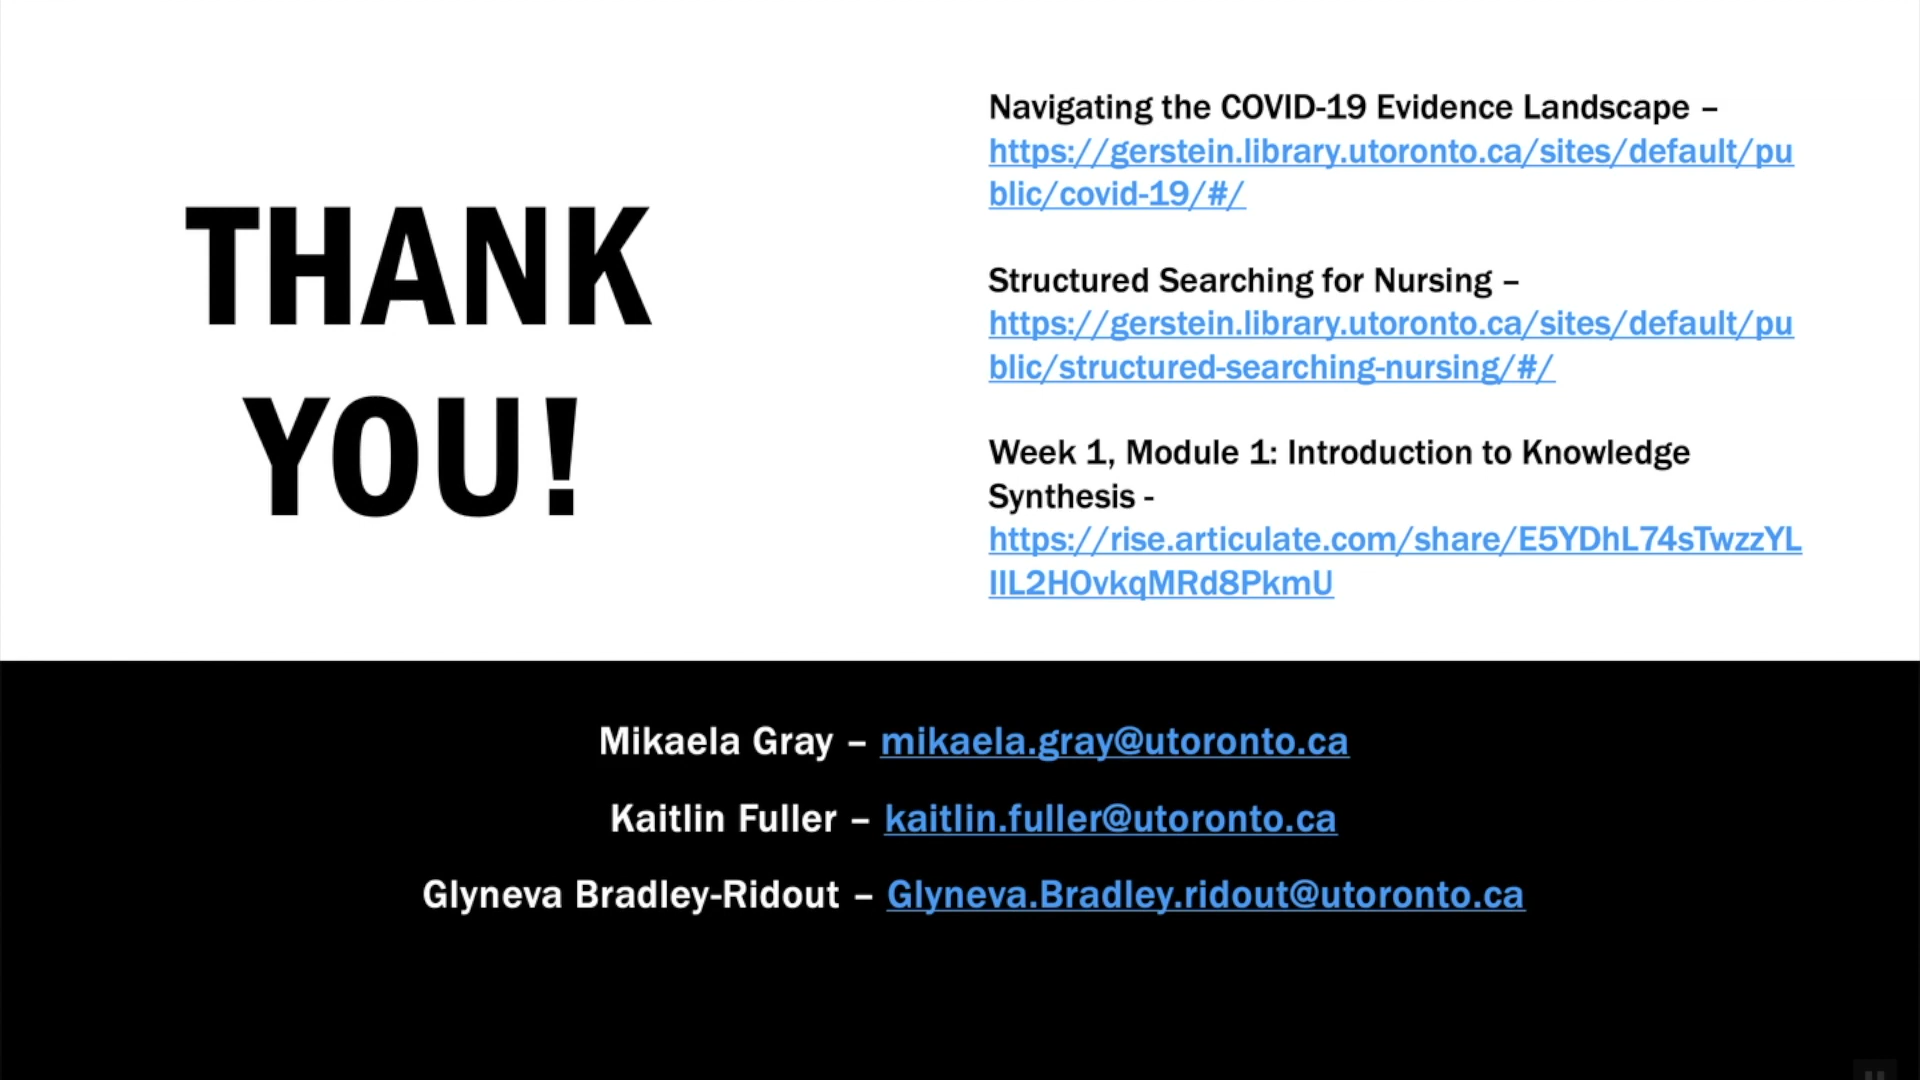 THANK
YOU!
Navigating the COVID-19 Evidence Landscape –
https://gerstein.library.utoronto.ca/sites/default/pu
blic/covid-19/#/
Structured Searching for Nursing –
https://gerstein.library.utoronto.ca/sites/default/pu
blic/structured-searching-nursing/#/
Week 1, Module 1: Introduction to Knowledge
Synthesis -
https://rise.articulate.com/share/E5YDhL74sTwzzYL
lIL2HOvkqMRd8PkmU
Mikaela Gray – mikaela.gray@utoronto.ca
Kaitlin Fuller – kaitlin.fuller@utoronto.ca
Glyneva Bradley-Ridout – Glyneva.Bradley.ridout@utoronto.ca